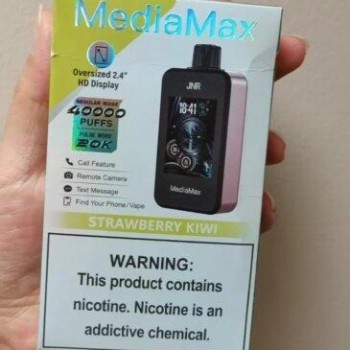 MediaMax
Oversized 2.4"
HD Display
REGULAR MODE
40000
PUFFS
PULSE MODE
20K
JNR
18:41
MediaMax
Call Feature
Remote Camera
Text Message
Find Your Phone/Vape
STRAWBERRY KIWI
WARNING:
This product contains
nicotine. Nicotine is an
addictive chemical.